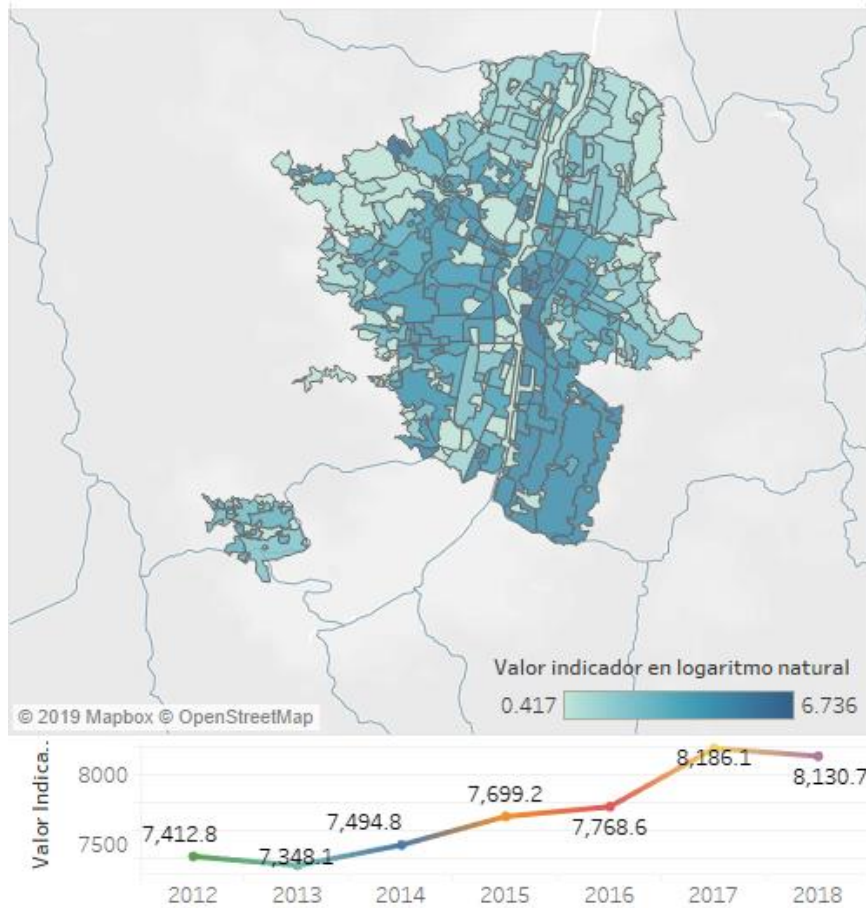 Valor indicador en logaritmo natural
0.417 6.736
© 2019 Mapbox © OpenStreetMap
Valor Indica..
8000
7500
7,412.8 7,348.1 7,494.8 7,699.2 7,768.6 8,186.1 8,130.7
2012 2013 2014 2015 2016 2017 2018